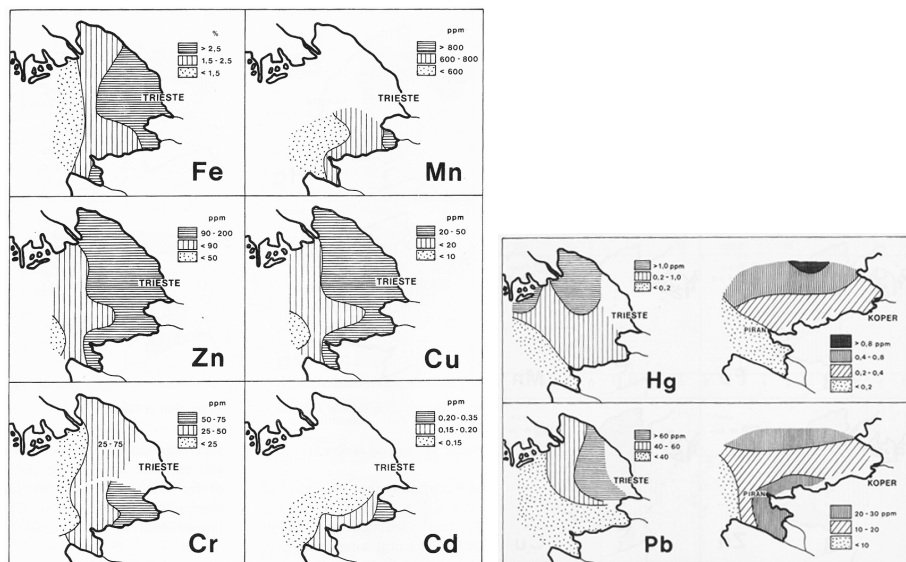 %
> 2,5
1,5 - 2.5
< 1,5
TRIESTE
Fe
ppm
> 800
600 - 800
< 600
TRIESTE
Mn
ppm
90 - 200
< 90
< 50
TRIESTE
Zn
ppm
20 - 50
< 20
< 10
TRIESTE
Cu
ppm
50 - 75
25 - 50
< 25
25 - 75
TRIESTE
Cr
ppm
0.20 - 0.35
0.15 - 0.20
< 0,15
TRIESTE
Cd
>1,0 ppm
0,2 - 1,0
< 0,2
TRIESTE
Hg
PIRAN
KOPER
> 0,8 ppm
0,4 - 0,8
0,2 - 0,4
< 0,2
>60 ppm
40 - 60
< 40
TRIESTE
Pb
PIRAN
KOPER
20 - 30 ppm
10 - 20
< 10